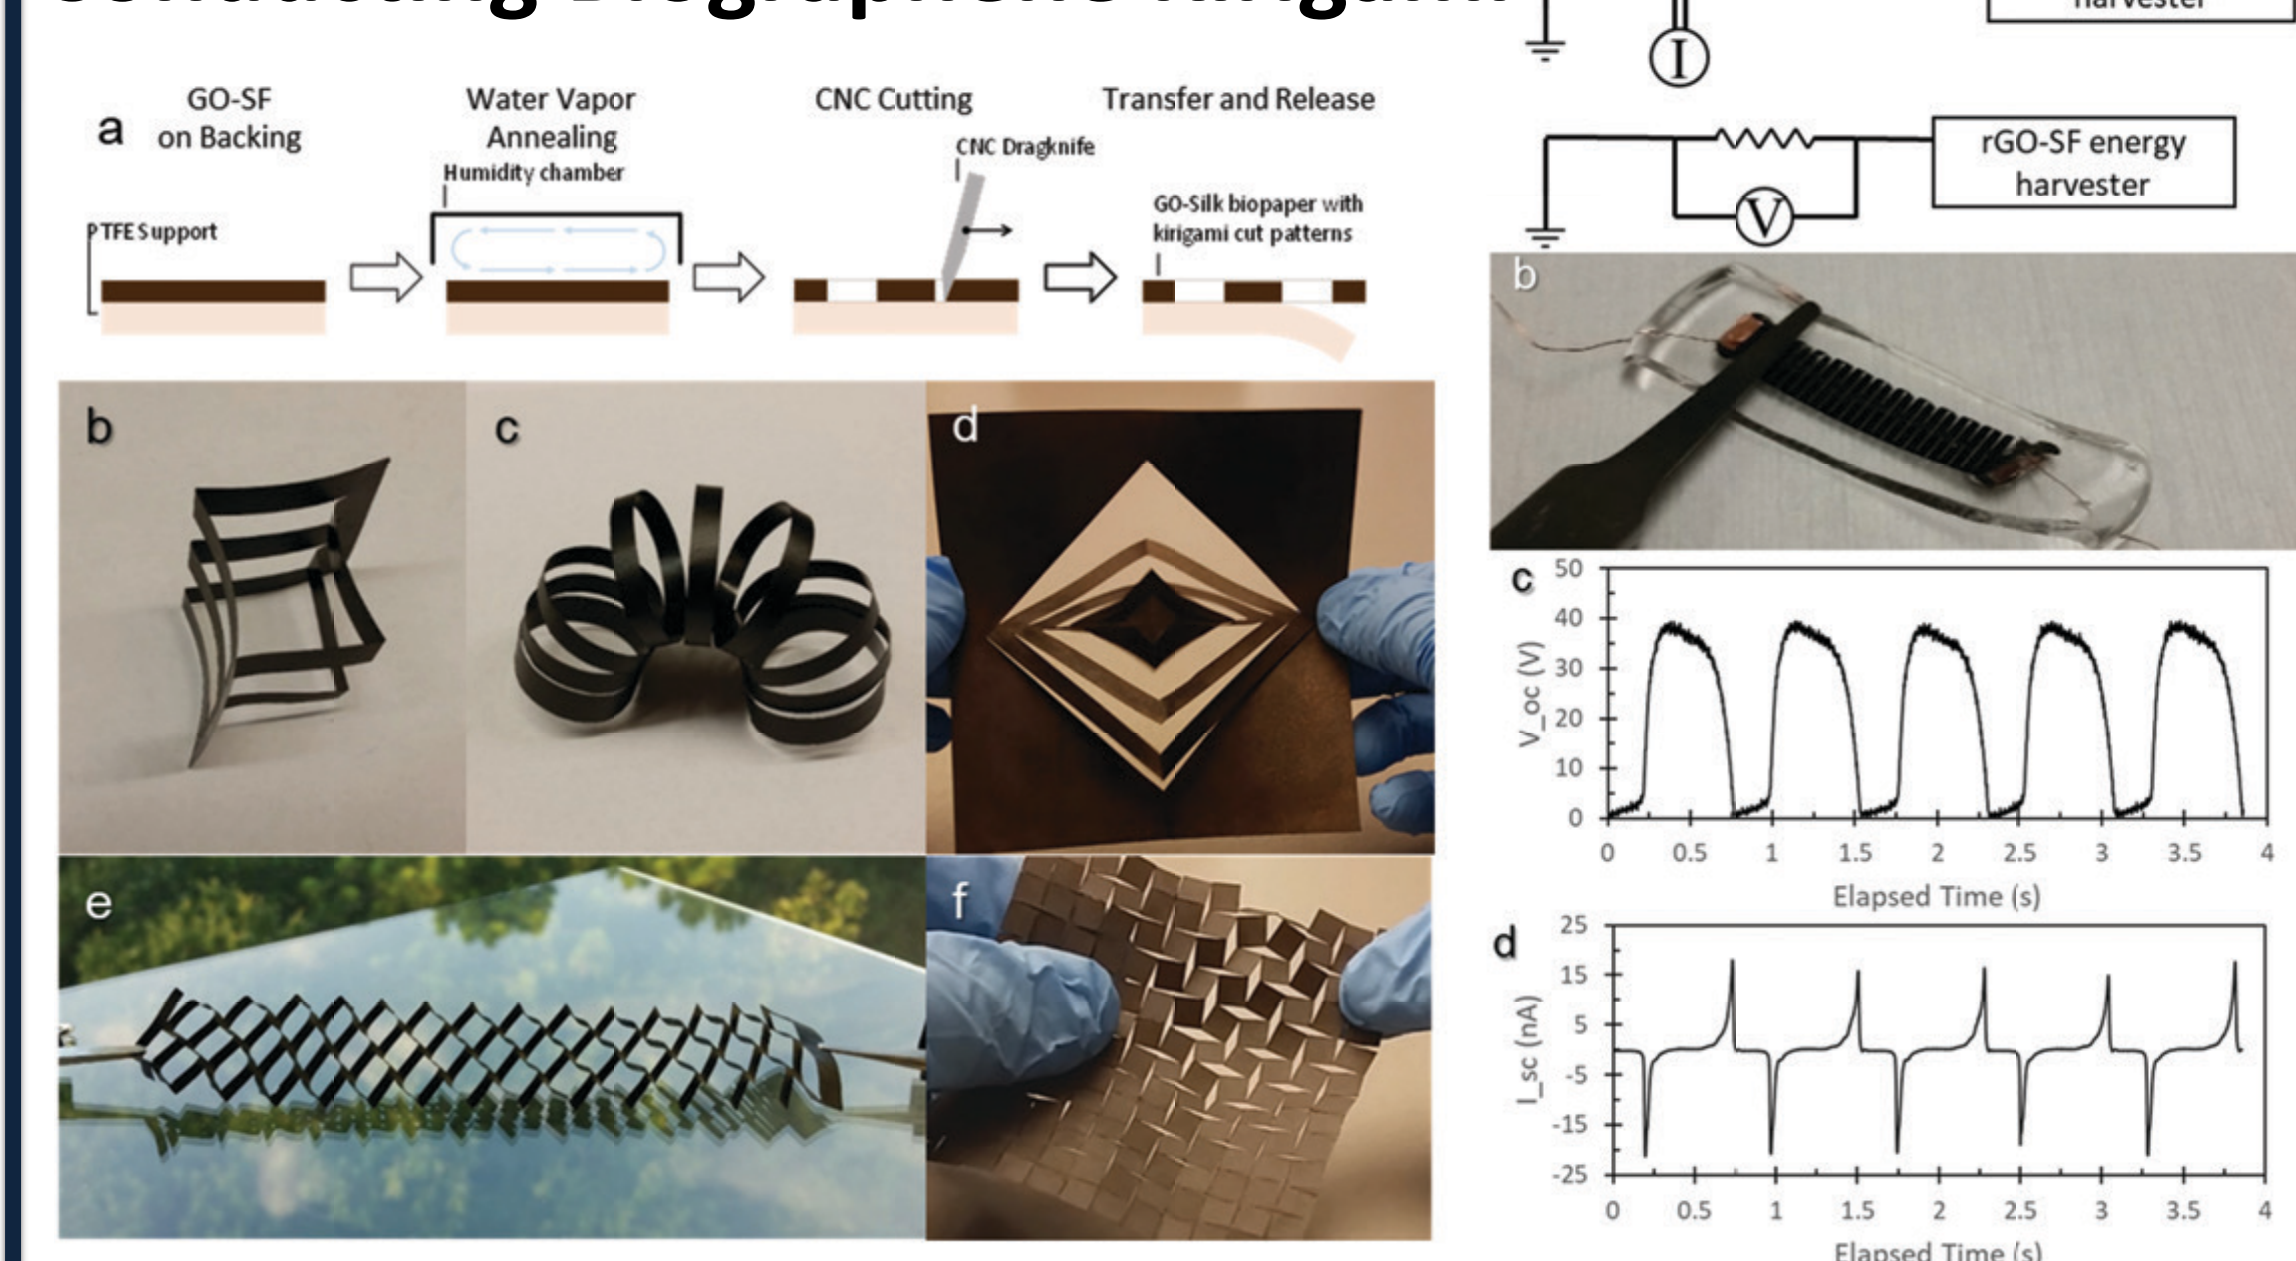 a
GO-SF
on Backing
Water Vapor
Annealing
CNC Cutting
Transfer and Release
Humidity chamber
CNC Dragknife
PTFE Support
GO-Silk biopaper with
kirigami cut patterns
b
c
d
e
f
harvester
I
rGO-SF energy
harvester
V
b
c
V_oc (V)
50
40
30
20
10
0
0 0.5 1 1.5 2 2.5 3 3.5 4
Elapsed Time (s)
d
I_sc (nA)
25
15
5
-5
-15
-25
0 0.5 1 1.5 2 2.5 3 3.5 4
Elapsed Time (s)